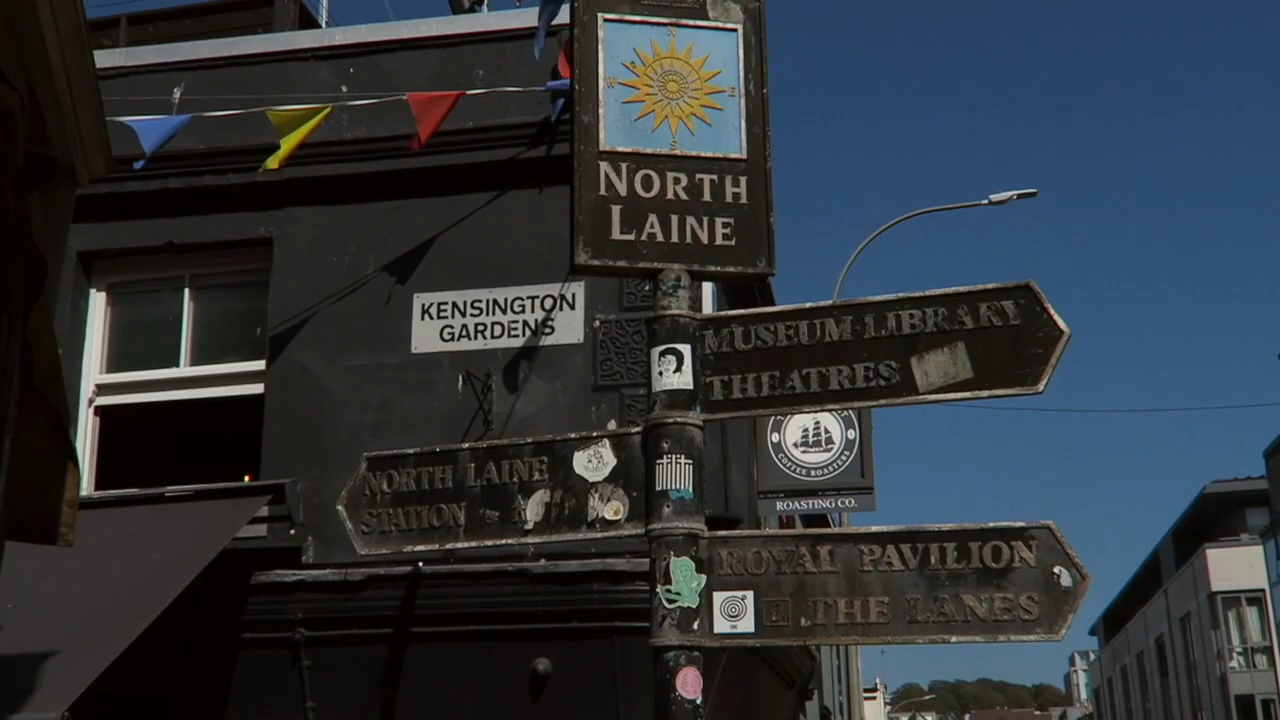 N
W E
S
NORTH
LAINE
KENSINGTON
GARDENS
MUSEUM LIBRARY
THEATRES
NORTH LAINE
STATION
COFFEE ROASTERS
ROASTING CO.
ROYAL PAVILION
THE LANES